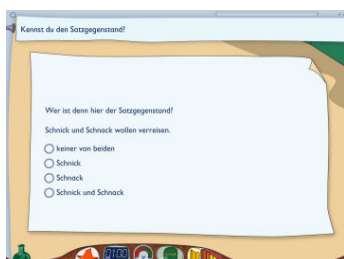 Kennst du den Satzgegenstand?
Wer ist denn hier der Satzgegenstand?
Schnick und Schnack wollen verreisen.
keiner von beiden
Schnick
Schnack
Schnick und Schnack